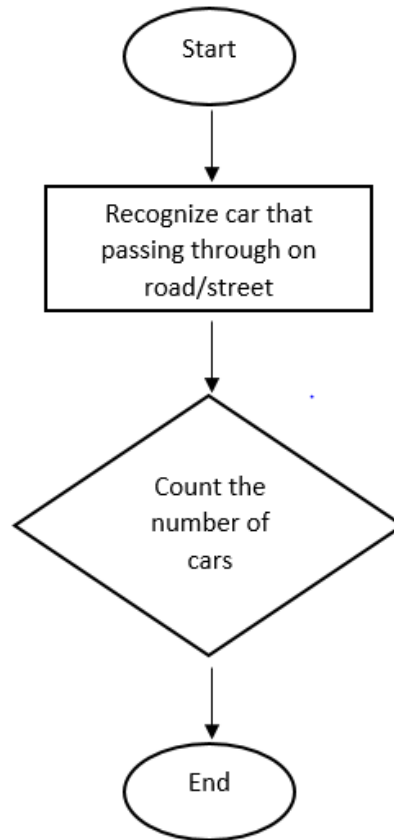 Start
Recognize car that
passing through on
road/street
Count the
number of
cars
End